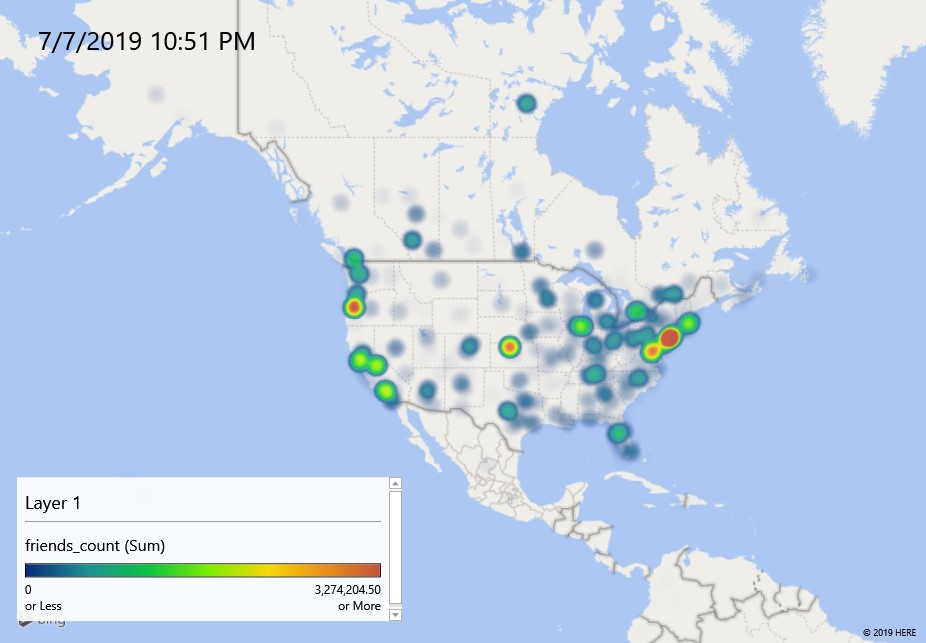 7/7/2019 10:51 PM
Layer 1
friends_count (Sum)
0 3,274,204.50
or Less or More
bing
© 2019 HERE